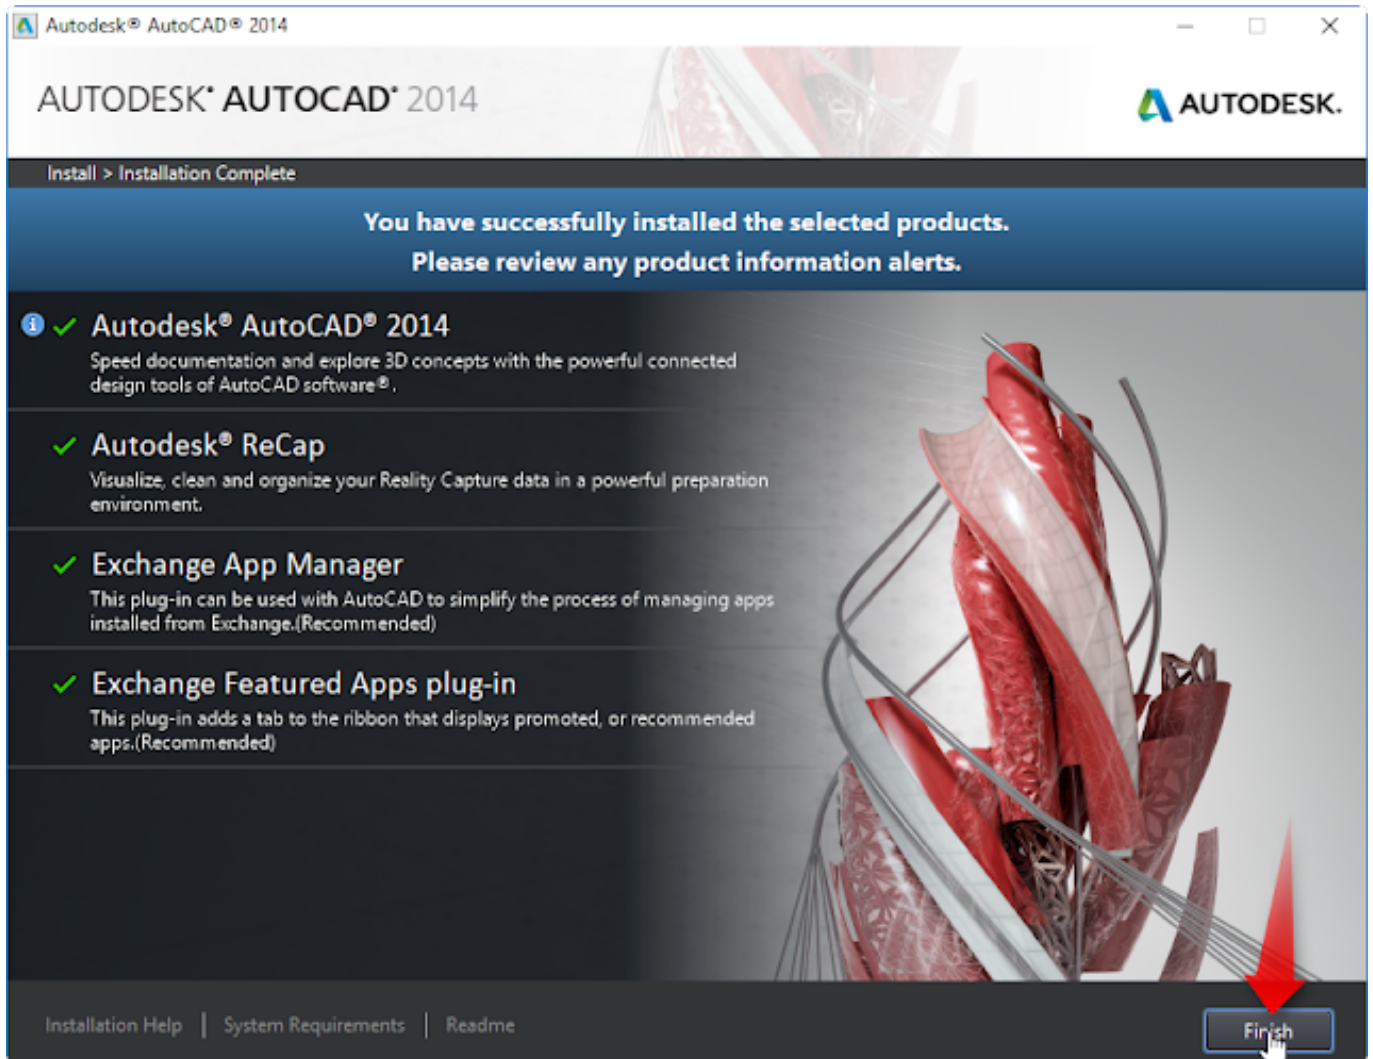 Autodesk® AutoCAD® 2014
AUTODESK® AUTOCAD® 2014
AUTODESK.
Install > Installation Complete
You have successfully installed the selected products.
Please review any product information alerts.
Autodesk® AutoCAD® 2014
Speed documentation and explore 3D concepts with the powerful connected
design tools of AutoCAD software®.
Autodesk® ReCap
Visualize, clean and organize your Reality Capture data in a powerful preparation
environment.
Exchange App Manager
This plug-in can be used with AutoCAD to simplify the process of managing apps
installed from Exchange.(Recommended)
Exchange Featured Apps plug-in
This plug-in adds a tab to the ribbon that displays promoted, or recommended
apps.(Recommended)
Installation Help | System Requirements | Readme
Finish